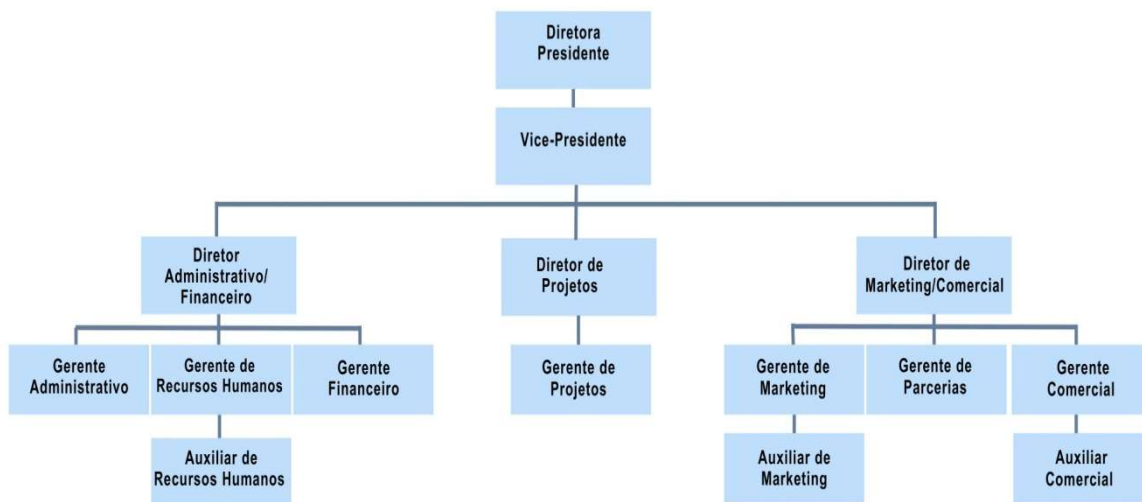 Diretora
Presidente
Vice-Presidente
Diretor
Administrativo/
Financeiro
Diretor de
Projetos
Diretor de
Marketing/Comercial
Gerente
Administrativo
Gerente de
Recursos Humanos
Gerente
Financeiro
Gerente de
Projetos
Gerente de
Marketing
Gerente de
Parcerias
Gerente
Comercial
Auxiliar de
Recursos Humanos
Auxiliar de
Marketing
Auxiliar
Comercial